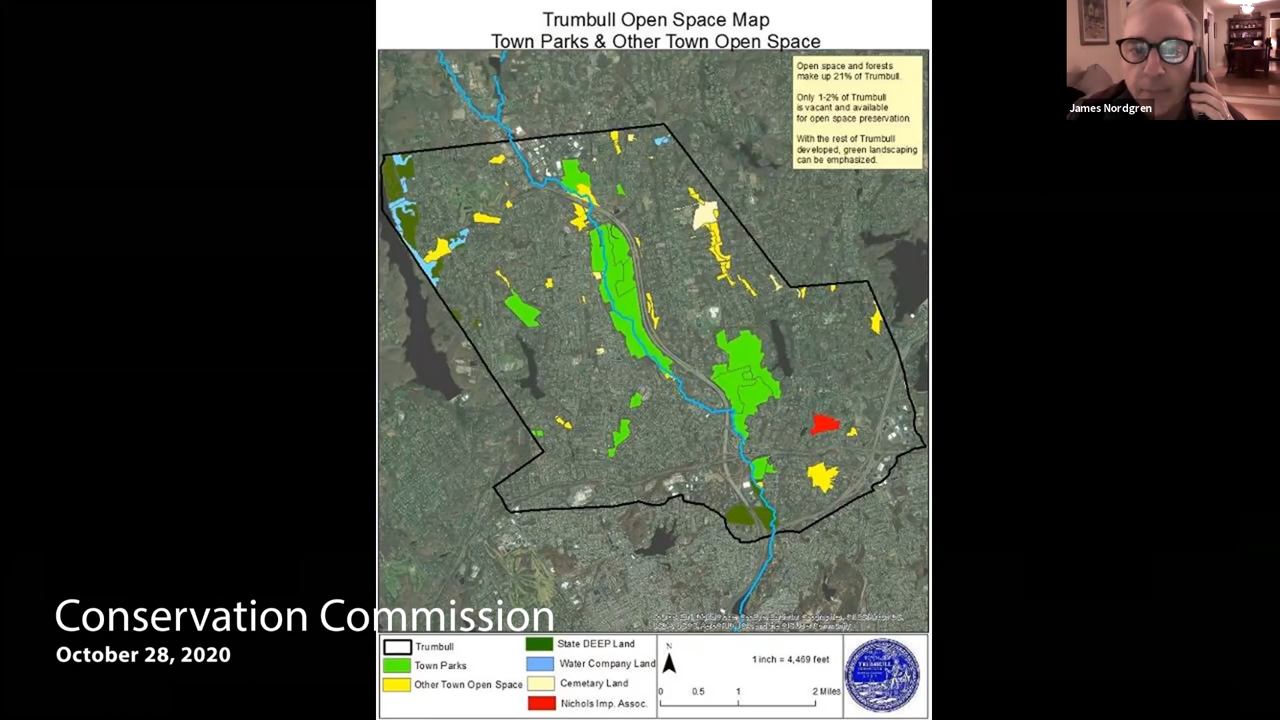 Trumbull Open Space Map
Town Parks & Other Town Open Space
Open space and forests
make up 21% of Trumbull.
Only 1-2% of Trumbull
is vacant and available
for open space preservation.
With the rest of Trumbull
developed, green landscaping
can be emphasized.
James Nordgren
Conservation Commission
October 28, 2020
Trumbull
Town Parks
Other Town Open Space
State DEEP Land
Water Company Land
Cemetary Land
Nichols Imp. Assoc.
N
1 inch = 4,469 feet
0 0.5 1 2 Miles
TRUMBULL